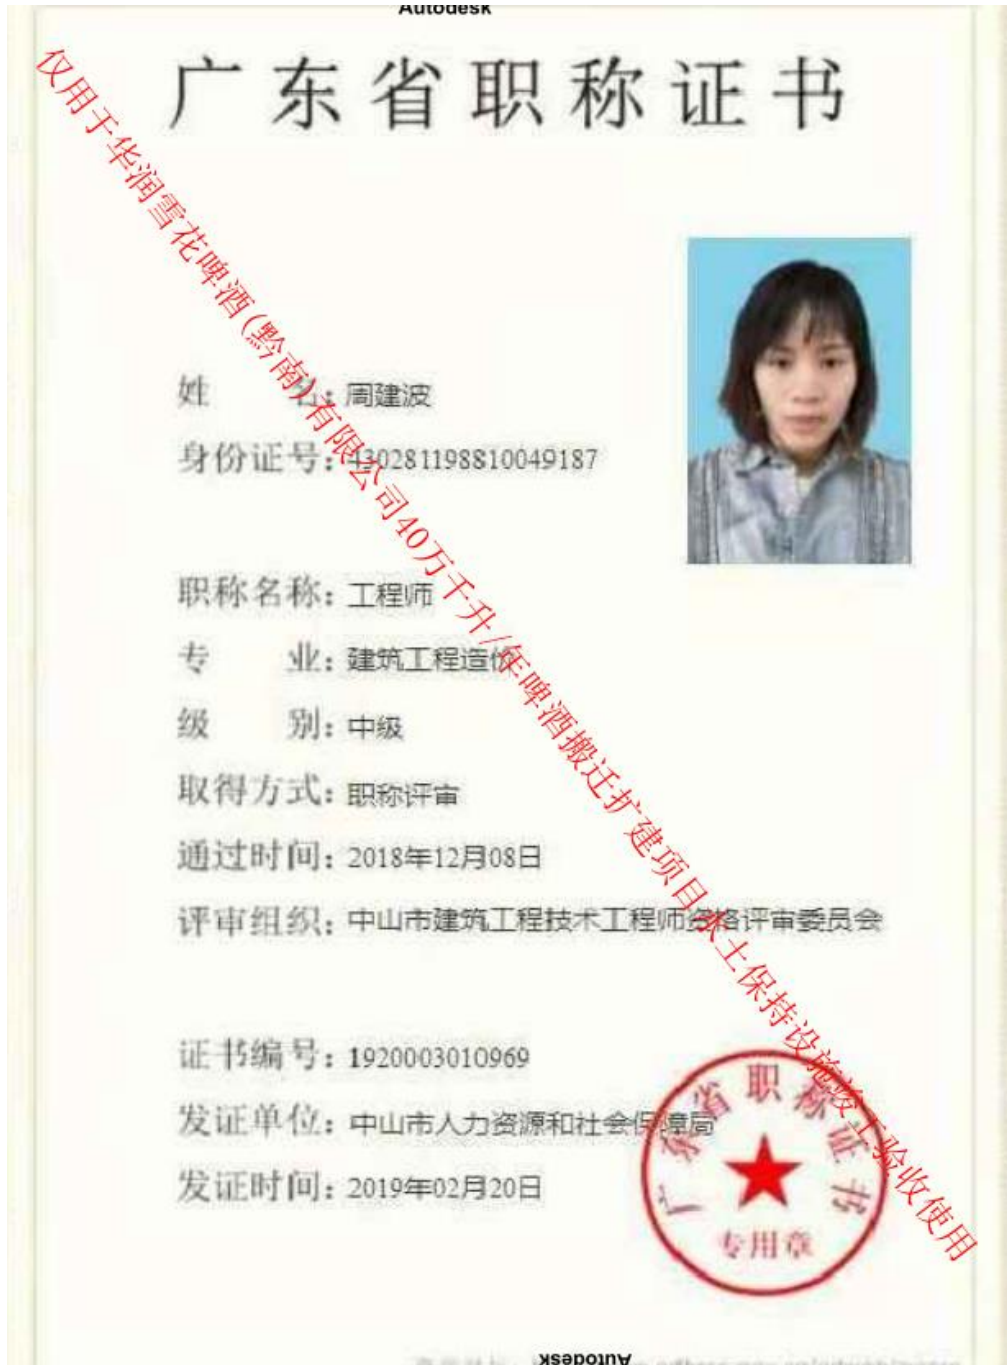 Autodesk
广东省职称证书
仅用于华润雪花啤酒(黔南)有限公司40万千升/年啤酒搬迁扩建项目水土保持设施竣工验收使用
姓 名：周建波
身份证号：430281198810049187
职称名称：工程师
专 业：建筑工程造价
级 别：中级
取得方式：职称评审
通过时间：2018年12月08日
评审组织：中山市建筑工程技术工程师资格评审委员会
证书编号：1920003010969
发证单位：中山市人力资源和社会保障局
发证时间：2019年02月20日
广东省职称证书
专用章
Autodesk